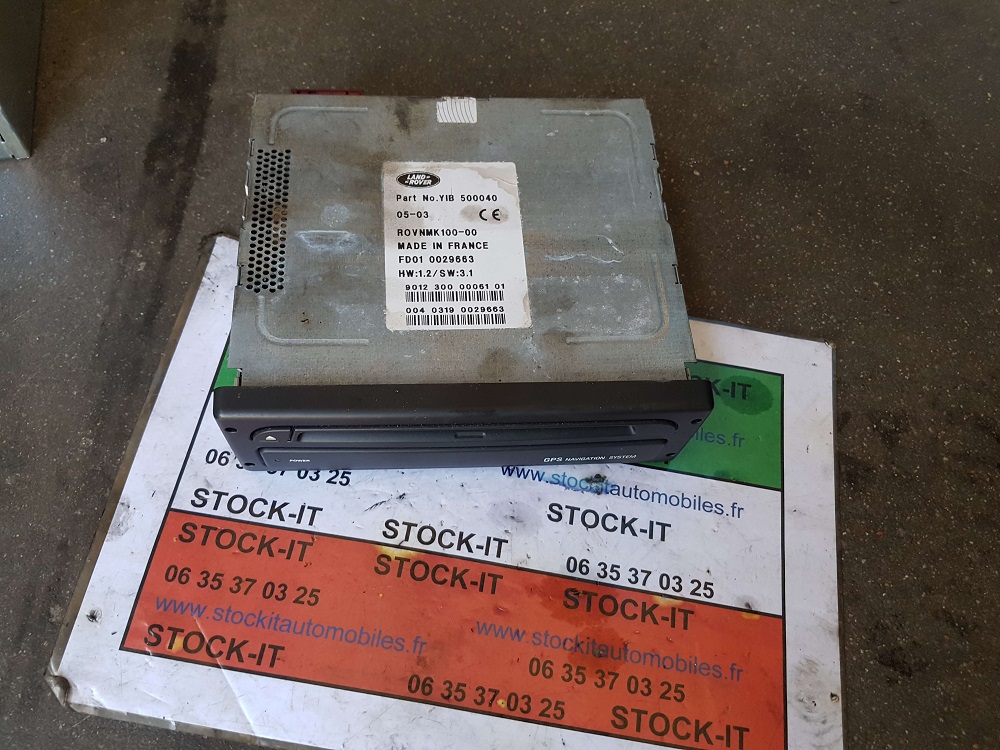 LAND
ROVER
Part No.YIB 500040
05-03 CE
ROVNMK100-00
MADE IN FRANCE
FD01 0029663
HW:1.2/SW:3.1
9012 300 00061 01
004 0319 0029663
POWER
GPS NAVIGATION SYSTEM
K-IT
iles.fr
06 35 37 03 25
www.stockitautomobiles.fr
STOCK-IT
STOCK-IT
STOCK-IT
06 35 37 03 25
STOCK-IT
STOCK-IT
STOCK-IT
06 35 37 03 25
www.stockitautomobiles.fr
www.stockitautomobiles.fr
STOCK-IT
06 35 37 03 25
06 35 37 03 25
STOCK-IT